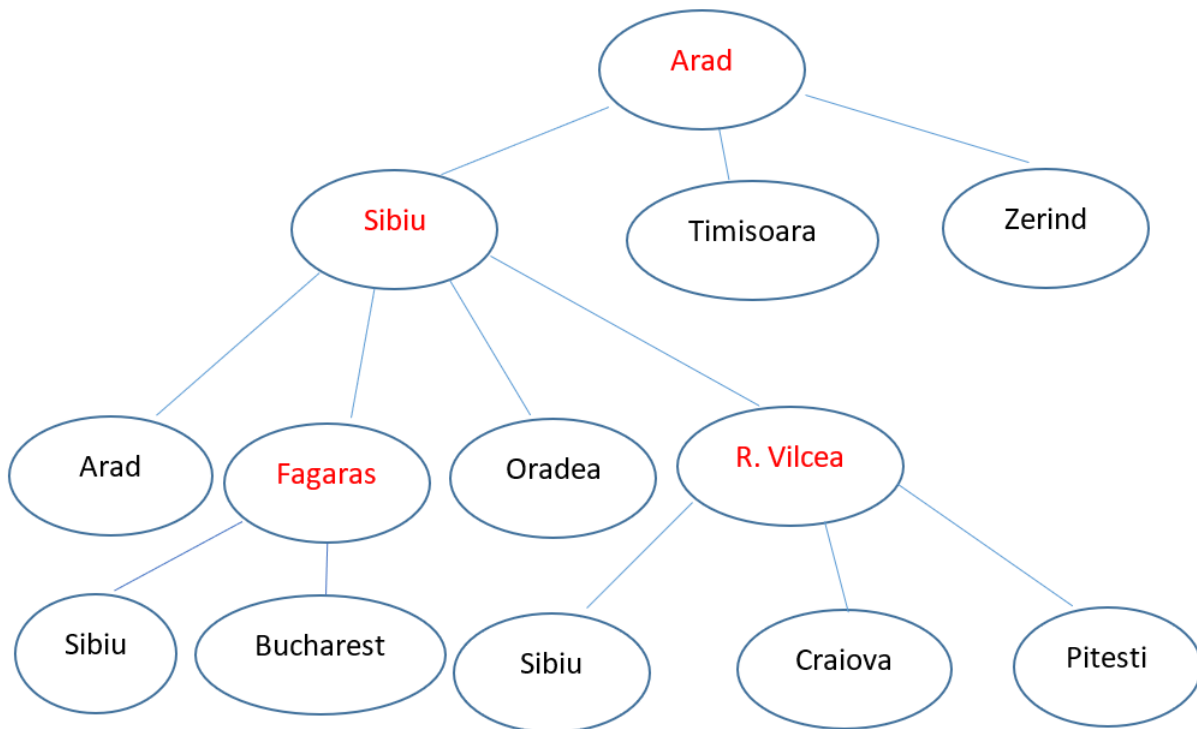 Arad
Sibiu
Timisoara
Zerind
Arad
Fagaras
Oradea
R. Vilcea
Sibiu
Bucharest
Sibiu
Craiova
Pitesti